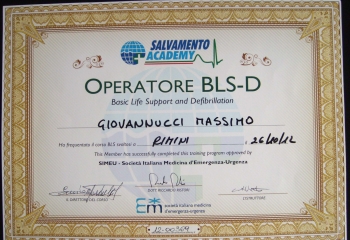 SALVAMENTO
ACADEMY
OPERATORE BLS-D
Basic Life Support and Defibrillation
GIOVANNUCCI MASSIMO
Ha frequentato il corso BLS tenutosi a RIMINI, 26/10/12
This Member has successfully completed this training program approved by
SIMEU - Società Italiana Medicina d'Emergenza-Urgenza
IL DIRETTORE DEL CORSO
L'ISTRUTTORE
società italiana medicina
d'emergenza-urgenza